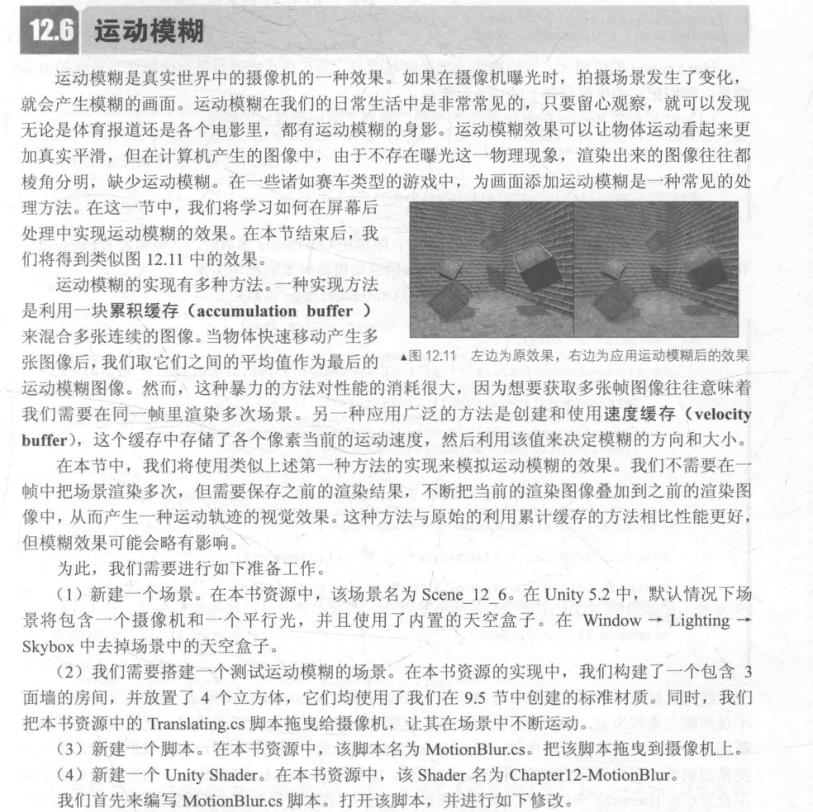 12.6 运动模糊
运动模糊是真实世界中的摄像机的一种效果。如果在摄像机曝光时，拍摄场景发生了变化，
就会产生模糊的画面。运动模糊在我们的日常生活中是非常常见的，只要留心观察，就可以发现
无论是体育报道还是各个电影里，都有运动模糊的身影。运动模糊效果可以让物体运动看起来更
加真实平滑，但在计算机产生的图像中，由于不存在曝光这一物理现象，渲染出来的图像往往都
棱角分明，缺少运动模糊。在一些诸如赛车类型的游戏中，为画面添加运动模糊是一种常见的处
理方法。在这一节中，我们将学习如何在屏幕后
处理中实现运动模糊的效果。在本节结束后，我
们将得到类似图 12.11 中的效果。
运动模糊的实现有多种方法。一种实现方法
是利用一块累积缓存（accumulation buffer ）
来混合多张连续的图像。当物体快速移动产生多
张图像后，我们取它们之间的平均值作为最后的
▲图 12.11 左边为原效果，右边为应用运动模糊后的效果
运动模糊图像。然而，这种暴力的方法对性能的消耗很大，因为想要获取多张帧图像往往意味着
我们需要在同一帧里渲染多次场景。另一种应用广泛的方法是创建和使用速度缓存（velocity
buffer），这个缓存中存储了各个像素当前的运动速度，然后利用该值来决定模糊的方向和大小。
在本节中，我们将使用类似上述第一种方法的实现来模拟运动模糊的效果。我们不需要在一
帧中把场景渲染多次，但需要保存之前的渲染结果，不断把当前的渲染图像叠加到之前的渲染图
像中，从而产生一种运动轨迹的视觉效果。这种方法与原始的利用累计缓存的方法相比性能更好，
但模糊效果可能会略有影响。
为此，我们需要进行如下准备工作。
（1）新建一个场景。在本书资源中，该场景名为 Scene_12_6。在 Unity 5.2 中，默认情况下场
景将包含一个摄像机和一个平行光，并且使用了内置的天空盒子。在 Window → Lighting →
Skybox 中去掉场景中的天空盒子。
（2）我们需要搭建一个测试运动模糊的场景。在本书资源的实现中，我们构建了一个包含 3
面墙的房间，并放置了 4 个立方体，它们均使用了我们在 9.5 节中创建的标准材质。同时，我们
把本书资源中的 Translating.cs 脚本拖曳给摄像机，让其在场景中不断运动。
（3）新建一个脚本。在本书资源中，该脚本名为 MotionBlur.cs。把该脚本拖曳到摄像机上。
（4）新建一个 Unity Shader。在本书资源中，该 Shader 名为 Chapter12-MotionBlur。
我们首先来编写 MotionBlur.cs 脚本。打开该脚本，并进行如下修改。